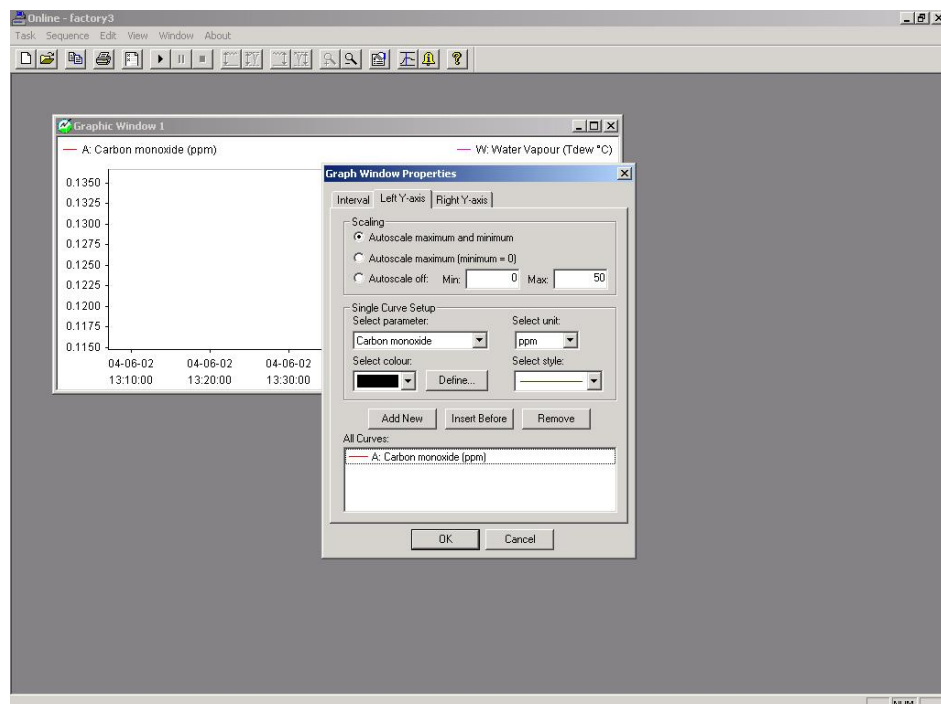 Online - factory3
Task Sequence Edit View Window About
Graphic Window 1
A: Carbon monoxide (ppm) W: Water Vapour (Tdew °C)
0.1350
0.1325
0.1300
0.1275
0.1250
0.1225
0.1200
0.1175
0.1150
04-06-02 04-06-02 04-06-02
13:10:00 13:20:00 13:30:00
Graph Window Properties
Interval Left Y-axis Right Y-axis
Scaling
Autoscale maximum and minimum
Autoscale maximum (minimum = 0)
Autoscale off: Min: 0 Max: 50
Single Curve Setup
Select parameter: Select unit:
Carbon monoxide ppm
Select colour: Select style:
Define...
Add New Insert Before Remove
All Curves:
A: Carbon monoxide (ppm)
OK Cancel
NUM